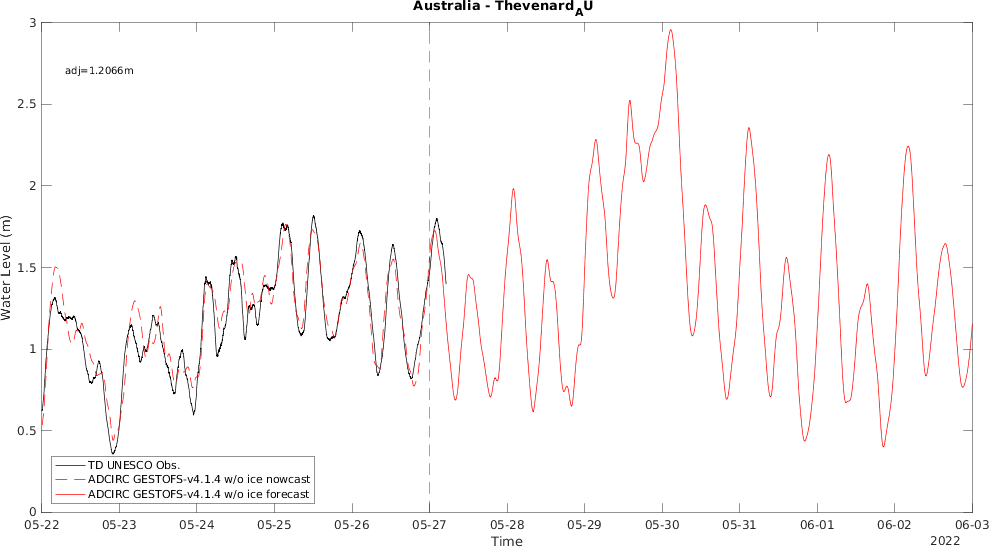 Australia - Thevenard_AU
adj=1.2066m
Water Level (m)
3
2.5
2
1.5
1
0.5
0
TD UNESCO Obs.
ADCIRC GESTOFS-v4.1.4 w/o ice nowcast
ADCIRC GESTOFS-v4.1.4 w/o ice forecast
05-22 05-23 05-24 05-25 05-26 05-27 05-28 05-29 05-30 05-31 06-01 06-02 06-03
Time
2022